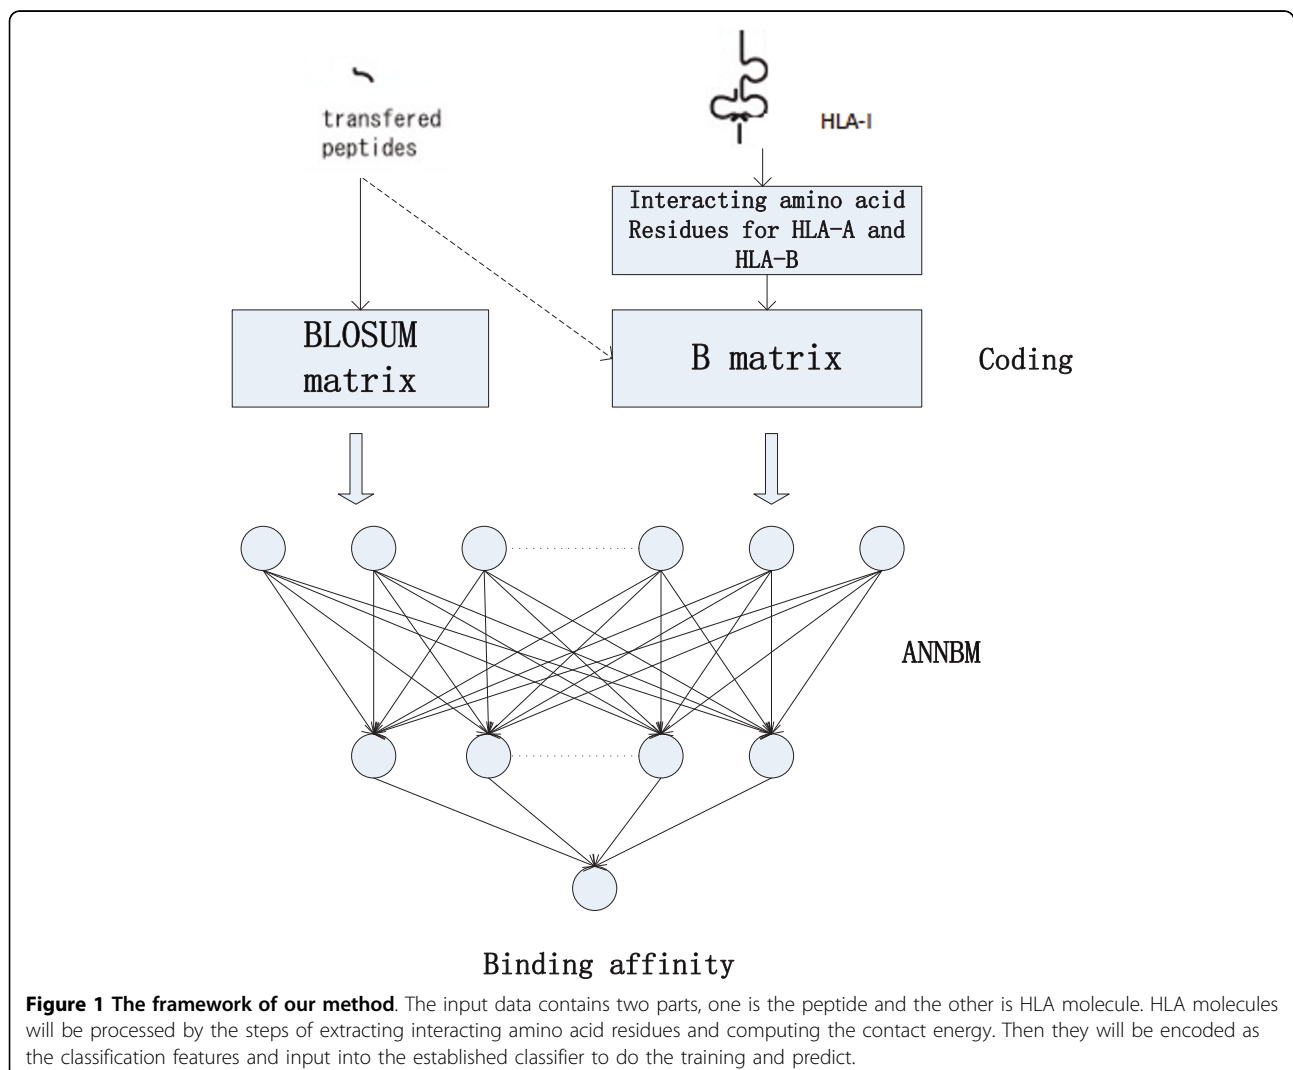 transfered
peptides
HLA-I
Interacting amino acid
Residues for HLA-A and
HLA-B
BLOSUM
matrix
B matrix
Coding
ANNBM
Binding affinity
Figure 1 The framework of our method. The input data contains two parts, one is the peptide and the other is HLA molecule. HLA molecules
will be processed by the steps of extracting interacting amino acid residues and computing the contact energy. Then they will be encoded as
the classification features and input into the established classifier to do the training and predict.